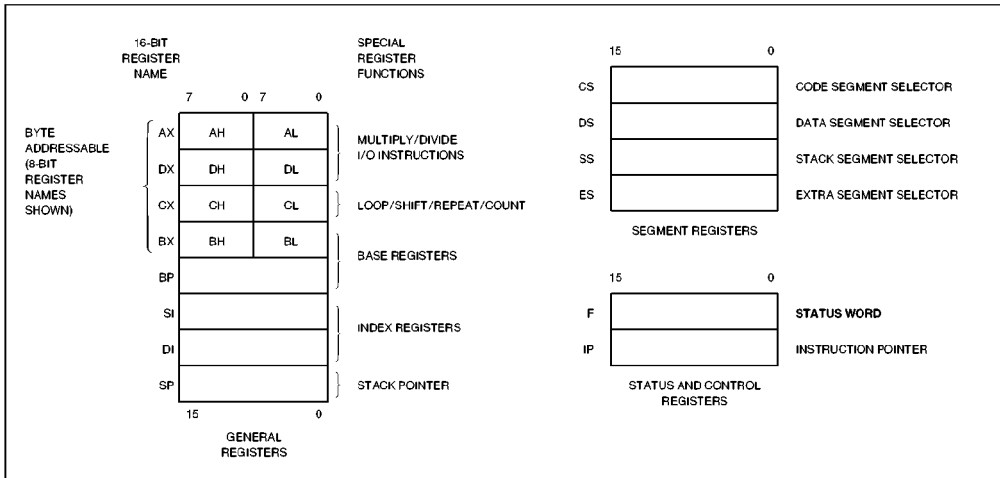 16-BIT
REGISTER
NAME
SPECIAL
REGISTER
FUNCTIONS
7 0 7 0
BYTE
ADDRESSABLE
(8-BIT
REGISTER
NAMES
SHOWN)
AX AH AL
DX DH DL
MULTIPLY/DIVIDE
I/O INSTRUCTIONS
CX CH CL LOOP/SHIFT/REPEAT/COUNT
BX BH BL
BP
BASE REGISTERS
SI
DI
INDEX REGISTERS
SP STACK POINTER
15 0
GENERAL
REGISTERS
15 0
CS CODE SEGMENT SELECTOR
DS DATA SEGMENT SELECTOR
SS STACK SEGMENT SELECTOR
ES EXTRA SEGMENT SELECTOR
SEGMENT REGISTERS
15 0
F STATUS WORD
IP INSTRUCTION POINTER
STATUS AND CONTROL
REGISTERS